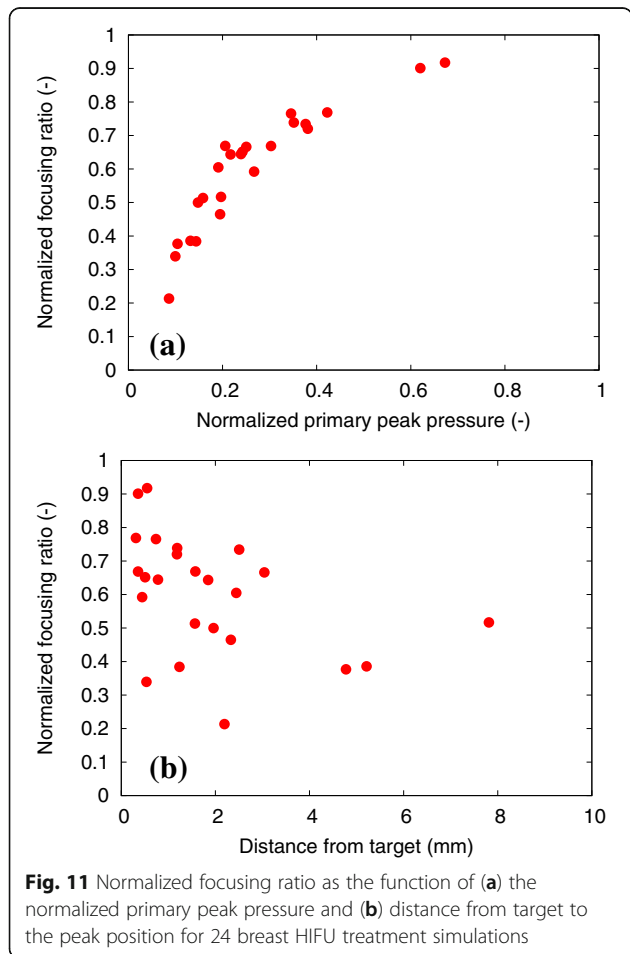 1
0.9
0.8
0.7
0.6
0.5
0.4
0.3
0.2
0.1
0
Normalized focusing ratio (-)
(a)
0 0.2 0.4 0.6 0.8 1
Normalized primary peak pressure (-)
1
0.9
0.8
0.7
0.6
0.5
0.4
0.3
0.2
0.1
0
Normalized focusing ratio (-)
(b)
0 2 4 6 8 10
Distance from target (mm)
Fig. 11 Normalized focusing ratio as the function of (a) the
normalized primary peak pressure and (b) distance from target to
the peak position for 24 breast HIFU treatment simulations